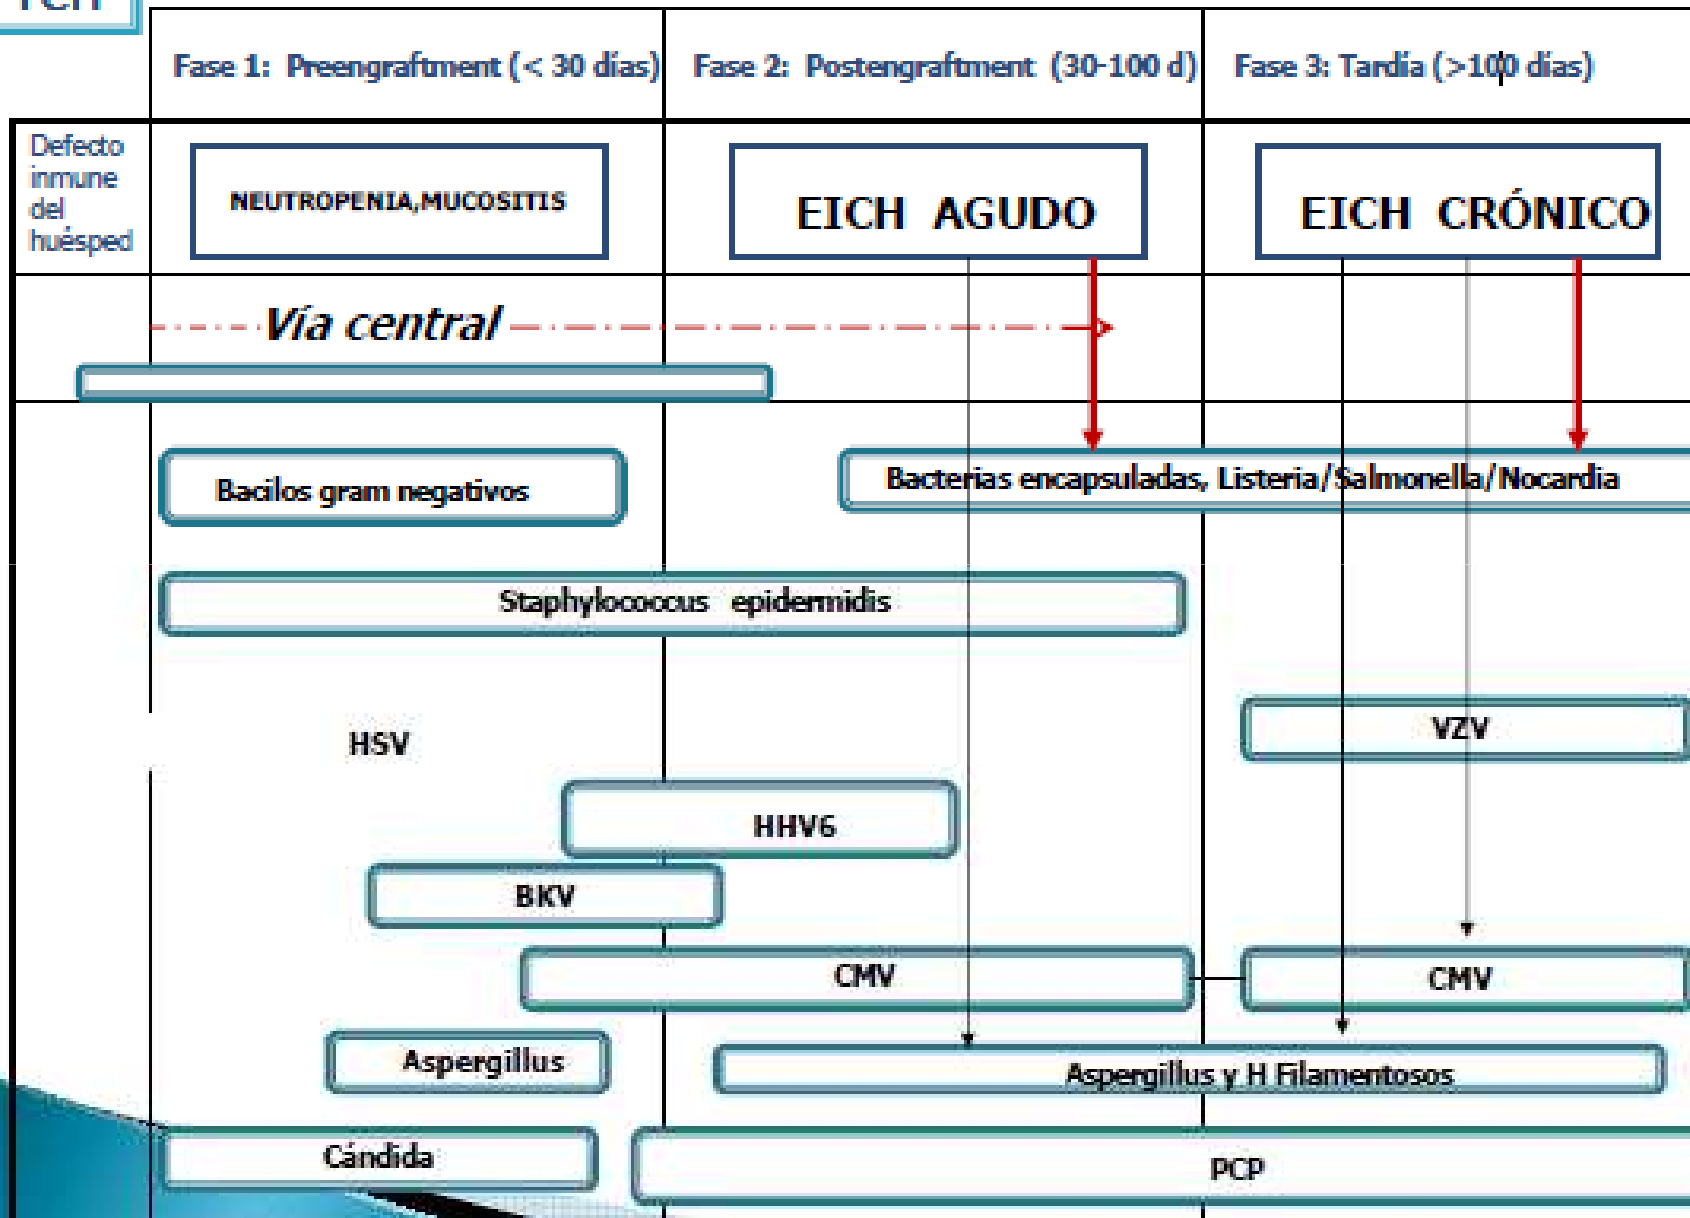 Fase 1: Preengraftment (< 30 días)
Fase 2: Postengraftment (30-100 d)
Fase 3: Tardía (>100 días)
Defecto
inmune
del
huésped
NEUTROPENIA,MUCOSITIS
EICH AGUDO
EICH CRÓNICO
Vía central
Bacilos gram negativos
Bacterias encapsuladas, Listeria/Salmonella/Nocardia
Staphylococcus epidermidis
HSV
VZV
HHV6
BKV
CMV
CMV
Aspergillus
Aspergillus y H Filamentosos
Cándida
PCP